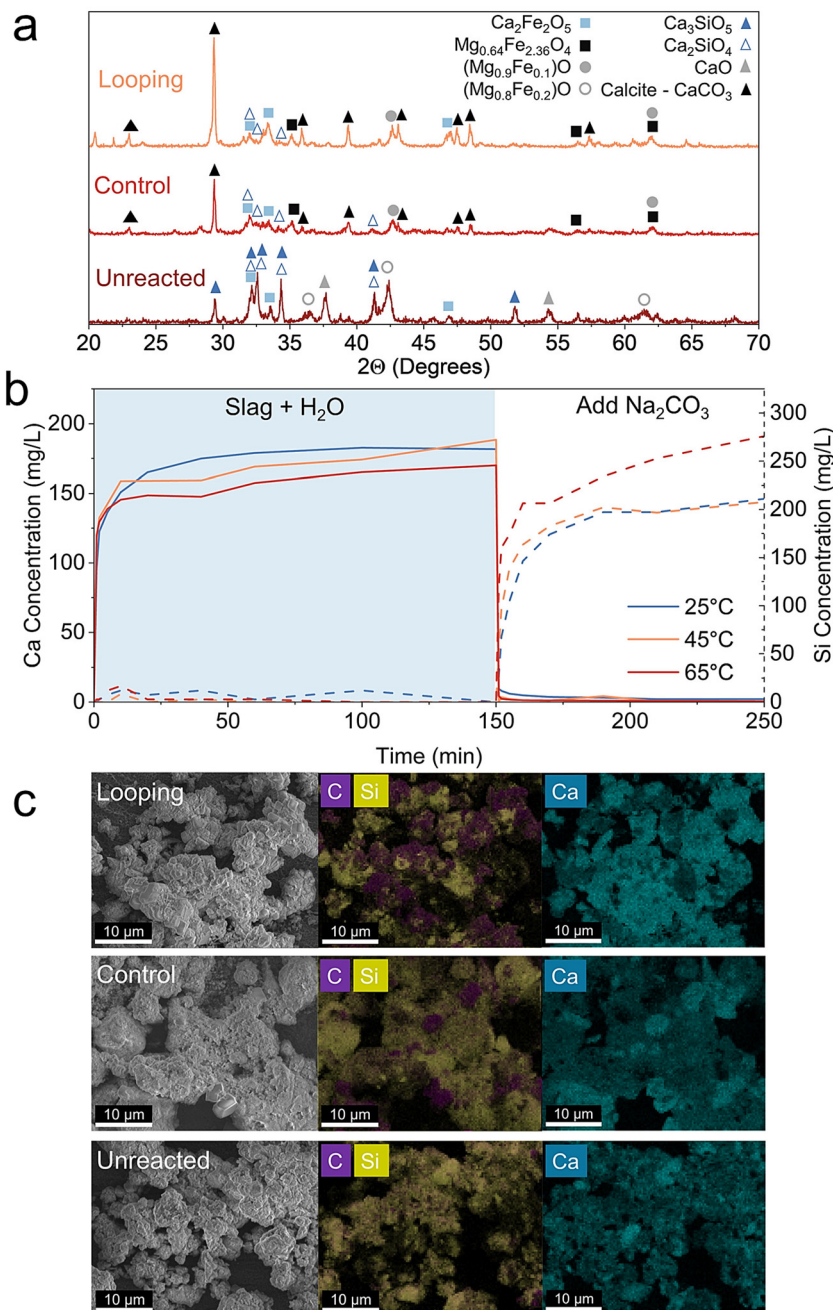 a
Ca₂Fe₂O₅ Ca₃SiO₅
Mg₀.₆₄Fe₂.₃₆O₄ Ca₂SiO₄
Looping (Mg₀.₉Fe₀.₁)O CaO
(Mg₀.₈Fe₀.₂)O Calcite - CaCO₃
Control
Unreacted
20 25 30 35 40 45 50 55 60 65 70
2Θ (Degrees)
b
Slag + H₂O Add Na₂CO₃
Ca Concentration (mg/L)
200
175
150
125
100
75
50
25
0
Si Concentration (mg/L)
300
250
200
150
100
50
0
25°C
45°C
65°C
0 50 100 150 200 250
Time (min)
c
Looping C Si Ca
10 µm 10 µm 10 µm
Control C Si Ca
10 µm 10 µm 10 µm
Unreacted C Si Ca
10 µm 10 µm 10 µm